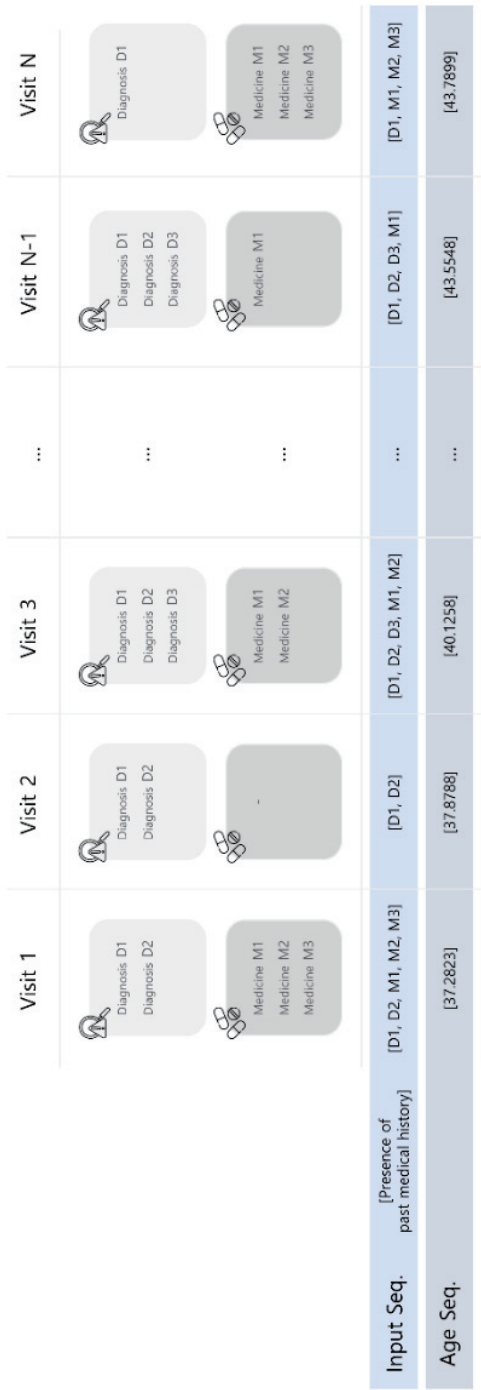 Visit 1
Visit 2
Visit 3
...
Visit N-1
Visit N
Diagnosis D1
Diagnosis D2
Diagnosis D1
Diagnosis D2
Diagnosis D1
Diagnosis D2
Diagnosis D3
...
Diagnosis D1
Diagnosis D2
Diagnosis D3
Diagnosis D1
Medicine M1
Medicine M2
Medicine M3
-
Medicine M1
Medicine M2
...
Medicine M1
Medicine M1
Medicine M2
Medicine M3
Input Seq.
[Presence of
past medical history]
[D1, D2, M1, M2, M3]
[D1, D2]
[D1, D2, D3, M1, M2]
...
[D1, D2, D3, M1]
[D1, M1, M2, M3]
Age Seq.
[37.2823]
[37.8788]
[40.1258]
...
[43.5548]
[43.7899]